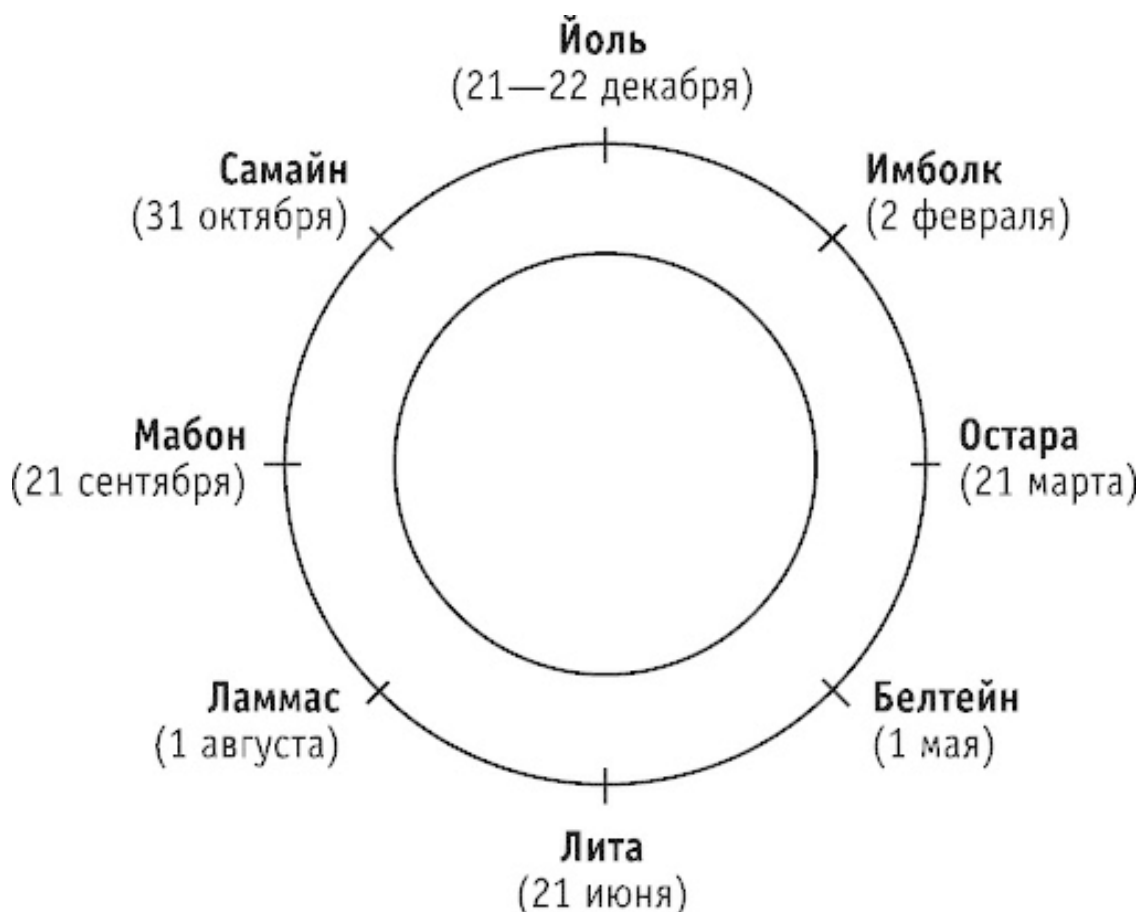 Йоль
(21—22 декабря)
Самайн
(31 октября)
Имболк
(2 февраля)
Мабон
(21 сентября)
Остара
(21 марта)
Ламмас
(1 августа)
Белтейн
(1 мая)
Лита
(21 июня)